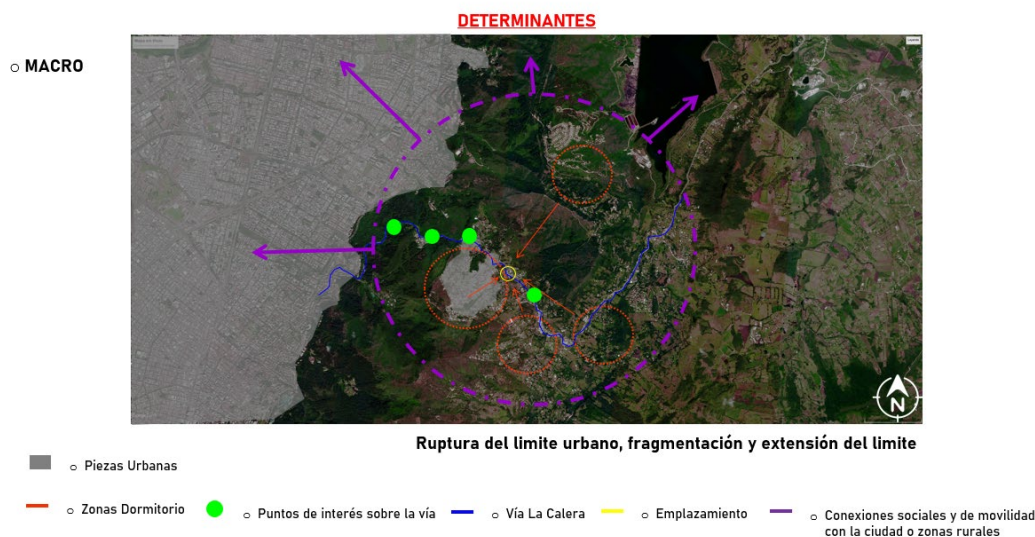 DETERMINANTES
○ MACRO
N
Ruptura del limite urbano, fragmentación y extensión del limite
○ Piezas Urbanas
○ Zonas Dormitorio
○ Puntos de interés sobre la vía
○ Vía La Calera
○ Emplazamiento
○ Conexiones sociales y de movilidad
con la ciudad o zonas rurales